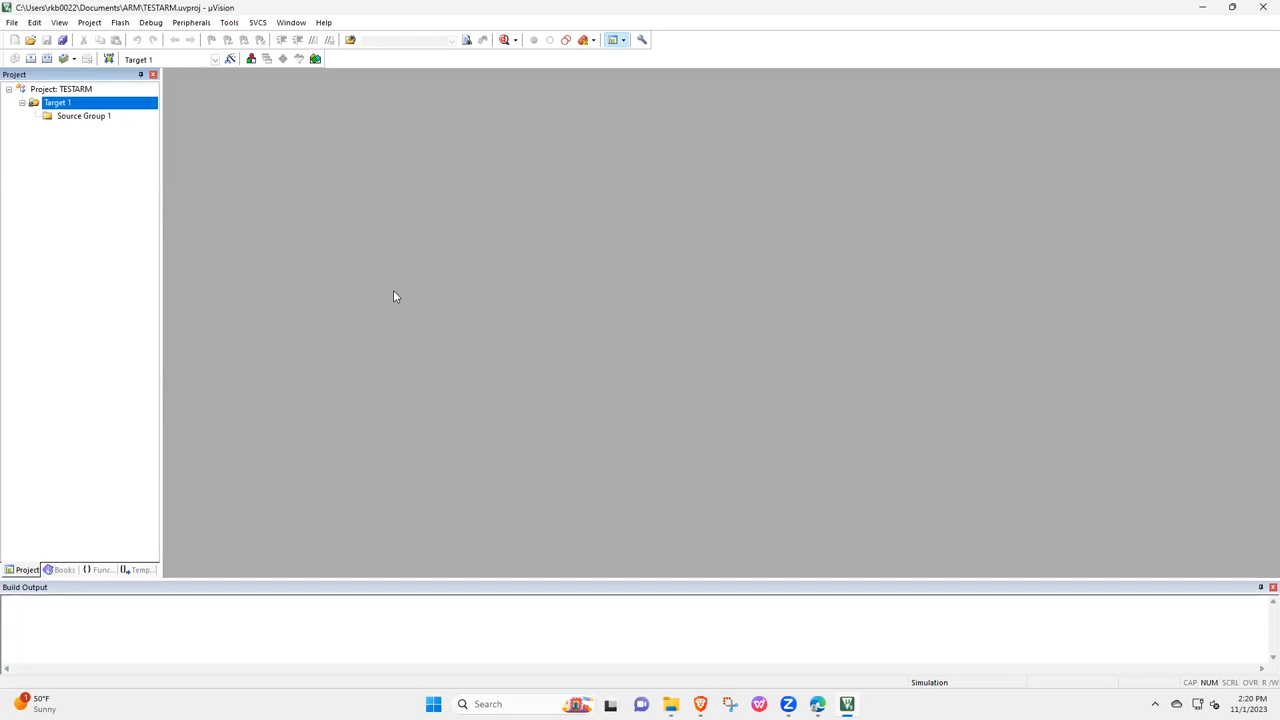 C:\Users\rkb0022\Documents\ARM\TESTARM.uvproj - µVision
File Edit View Project Flash Debug Peripherals Tools SVCS Window Help
Target 1
Project
Project: TESTARM
Target 1
Source Group 1
Project Books {} Func... Temp...
Build Output
Simulation CAP NUM SCRL OVR R/W
1
50°F
Sunny
Search
2:20 PM
11/1/2023